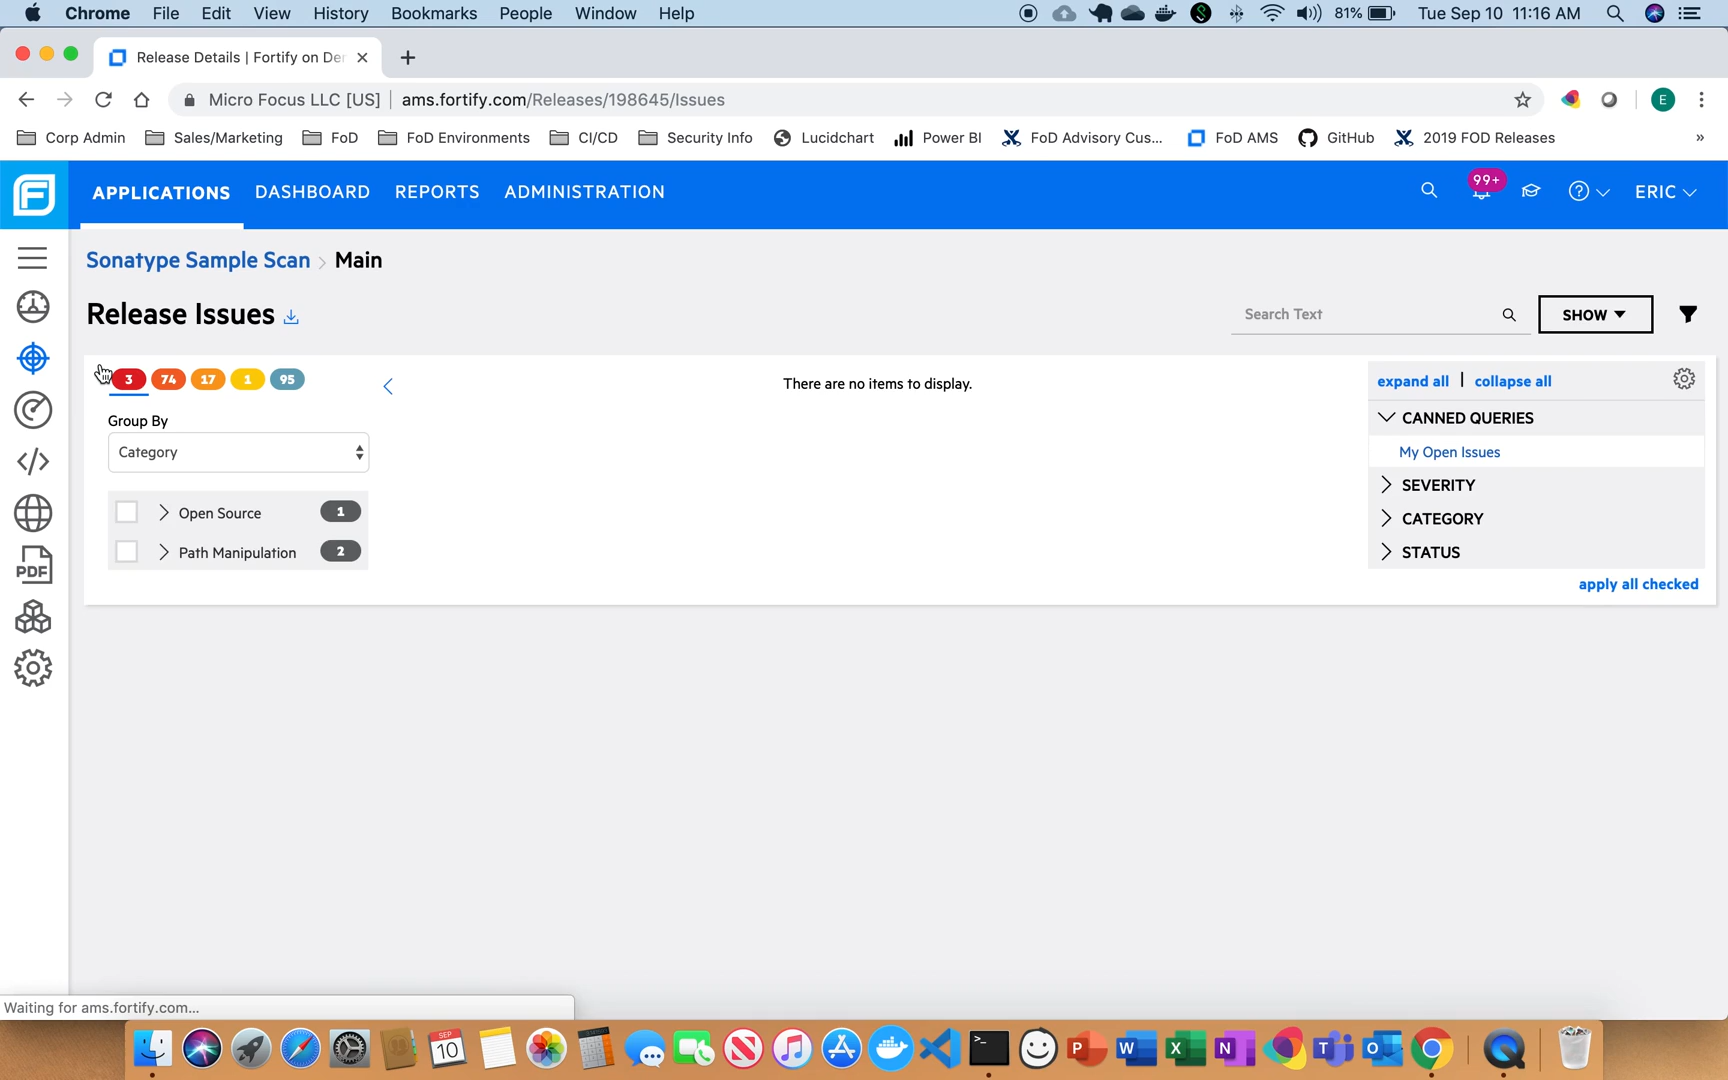 Chrome File Edit View History Bookmarks People Window Help 81% Tue Sep 10 11:16 AM
Release Details | Fortify on De
Micro Focus LLC [US] | ams.fortify.com/Releases/198645/Issues E
Corp Admin Sales/Marketing FoD FoD Environments CI/CD Security Info Lucidchart Power BI FoD Advisory Cus... FoD AMS GitHub 2019 FOD Releases »
APPLICATIONS DASHBOARD REPORTS ADMINISTRATION 99+ ERIC
Sonatype Sample Scan > Main
Release Issues Search Text SHOW
3 74 17 1 95
There are no items to display.
expand all | collapse all
Group By
Category
Open Source 1
Path Manipulation 2
CANNED QUERIES
My Open Issues
SEVERITY
CATEGORY
STATUS
apply all checked
PDF
Waiting for ams.fortify.com...
SEP
10
P W X N T O